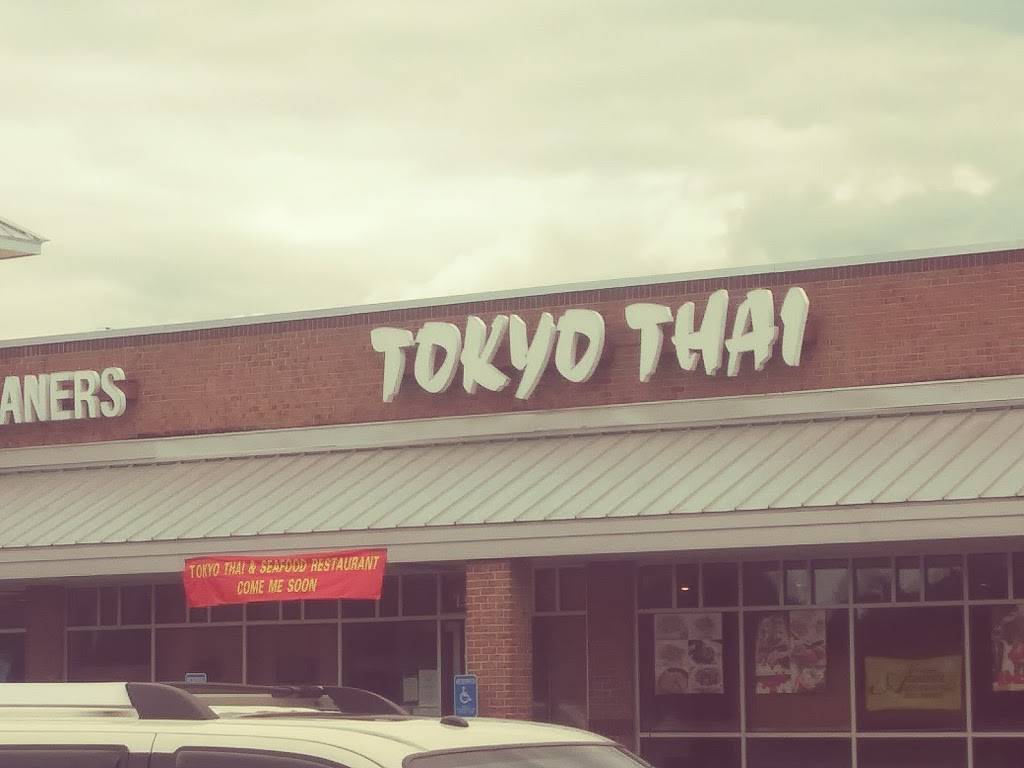 ANERS
TOKYO THAI
TOKYO THAI & SEAFOOD RESTAURANT
COME ME SOON